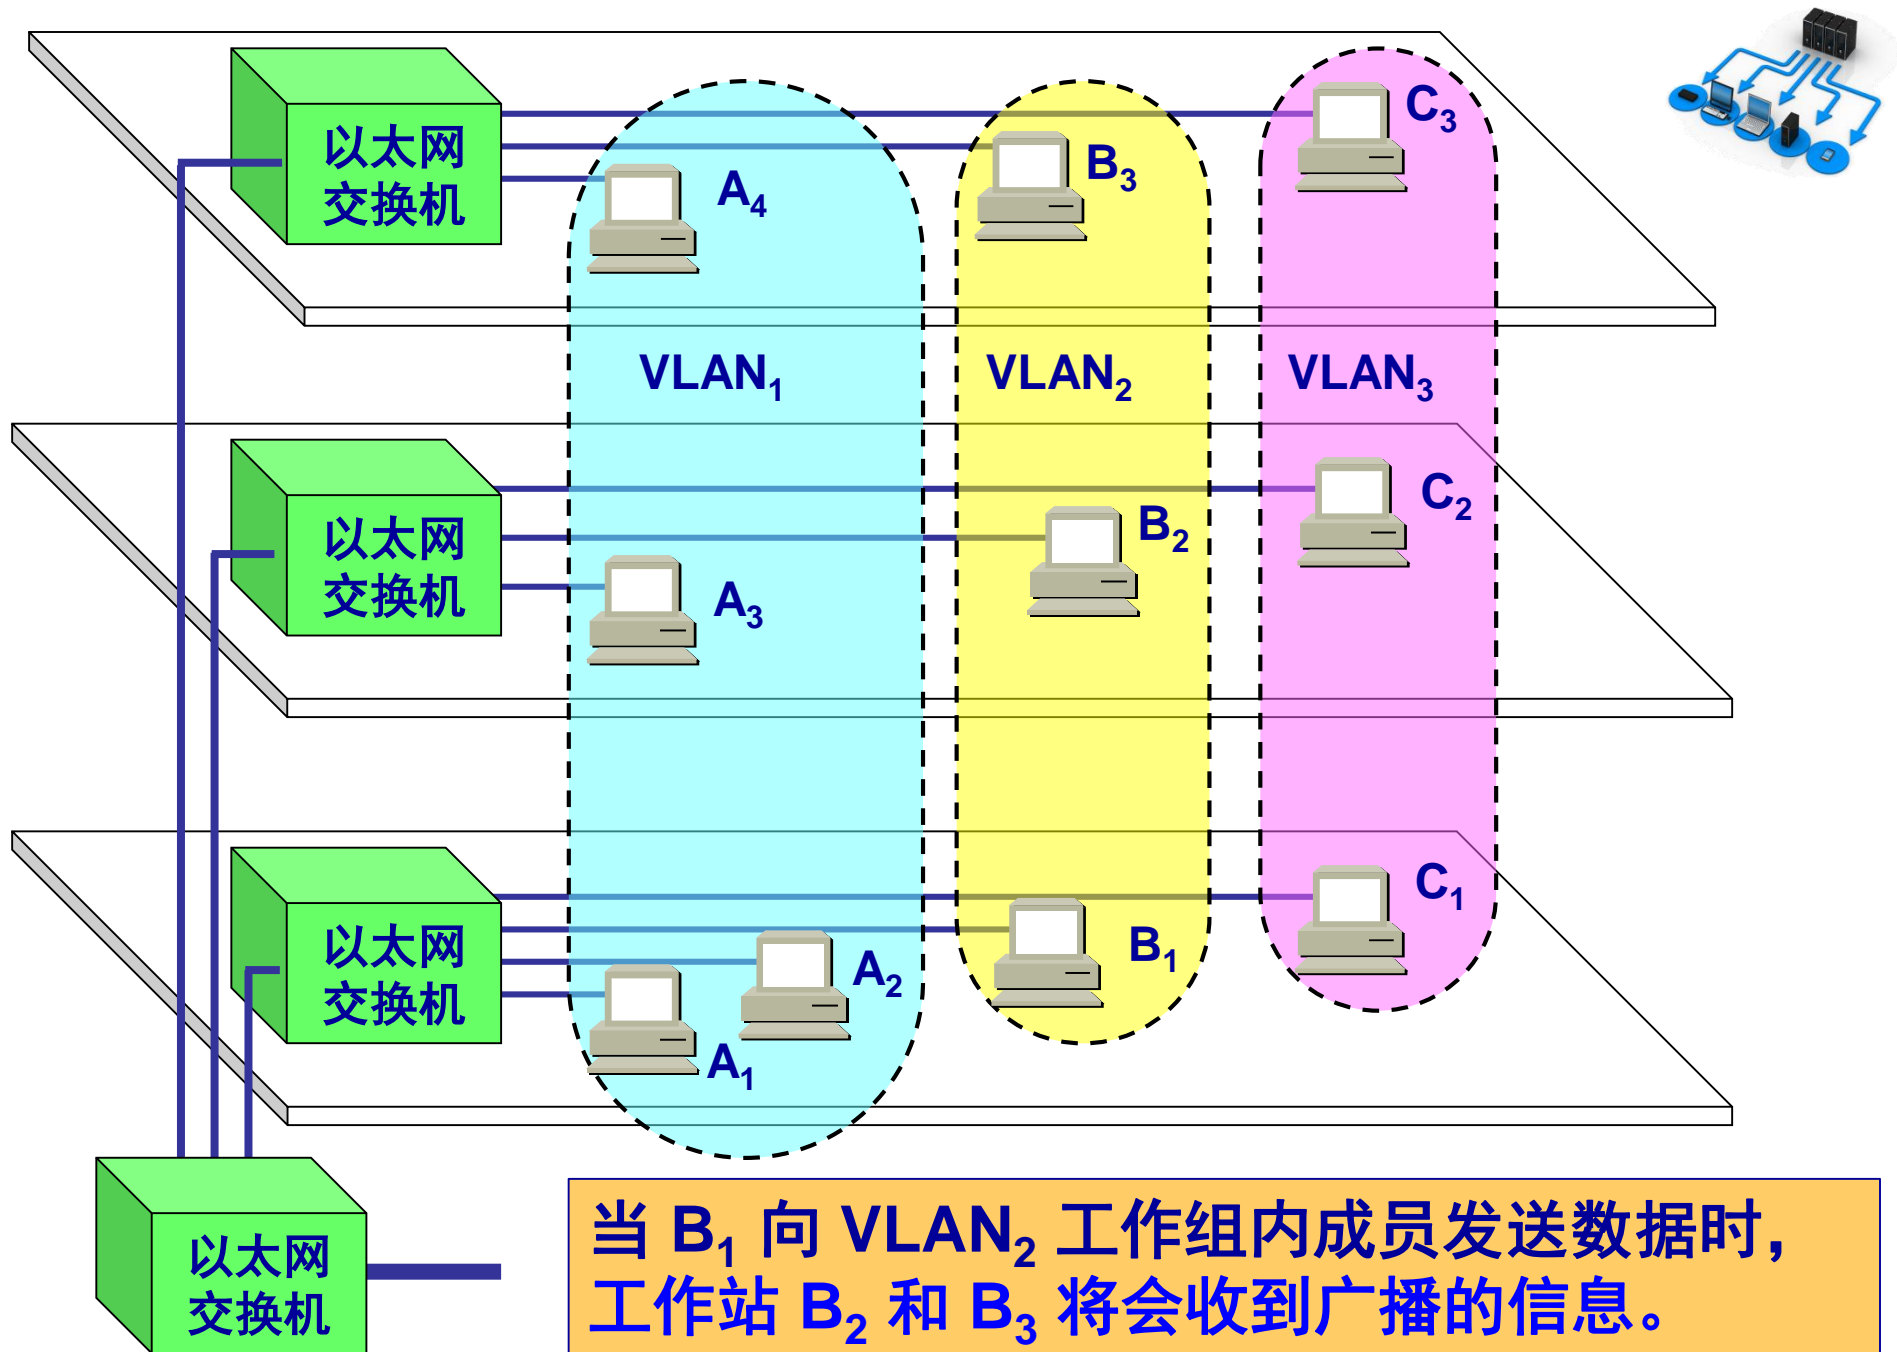 以太网
交换机
A₄
B₃
C₃
VLAN₁
VLAN₂
VLAN₃
以太网
交换机
A₃
B₂
C₂
以太网
交换机
A₁
A₂
B₁
C₁
以太网
交换机
当 B₁ 向 VLAN₂ 工作组内成员发送数据时，
工作站 B₂ 和 B₃ 将会收到广播的信息。